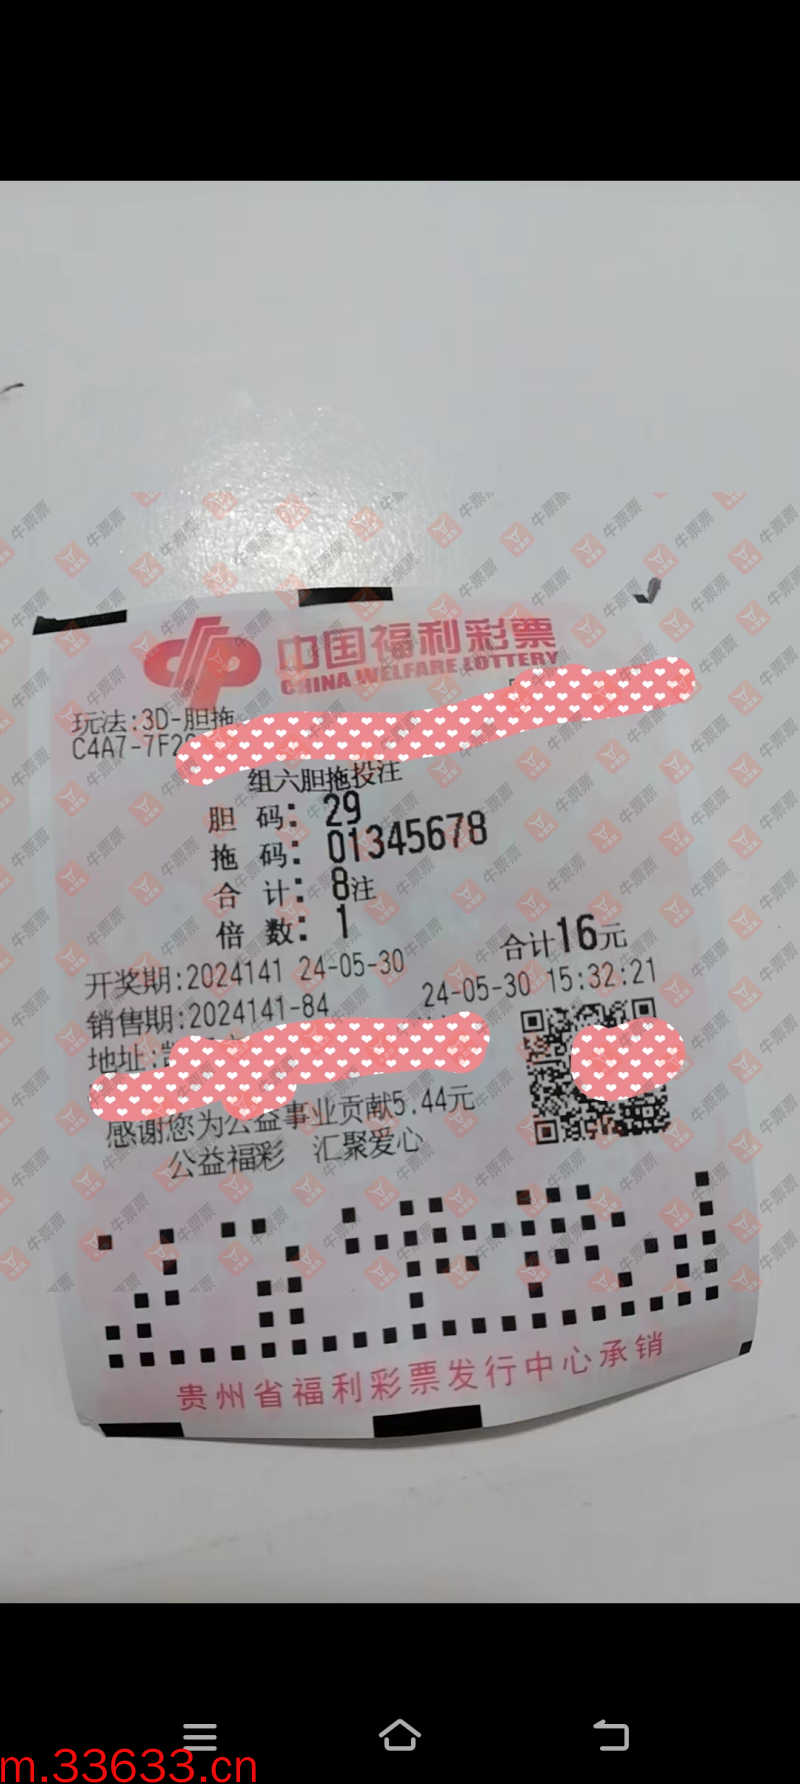 中国福利彩票
CHINA WELFARE LOTTERY
玩法:3D-胆拖
C4A7-7F2
组六胆拖投注
胆 码: 29
拖 码: 01345678
合 计: 8注
倍 数: 1
合计16元
开奖期:2024141 24-05-30
24-05-30 15:32:21
销售期:2024141-84
地址:
感谢您为公益事业贡献5.44元
公益福彩 汇聚爱心
贵州省福利彩票发行中心承销
牛票票
m.33633.cn